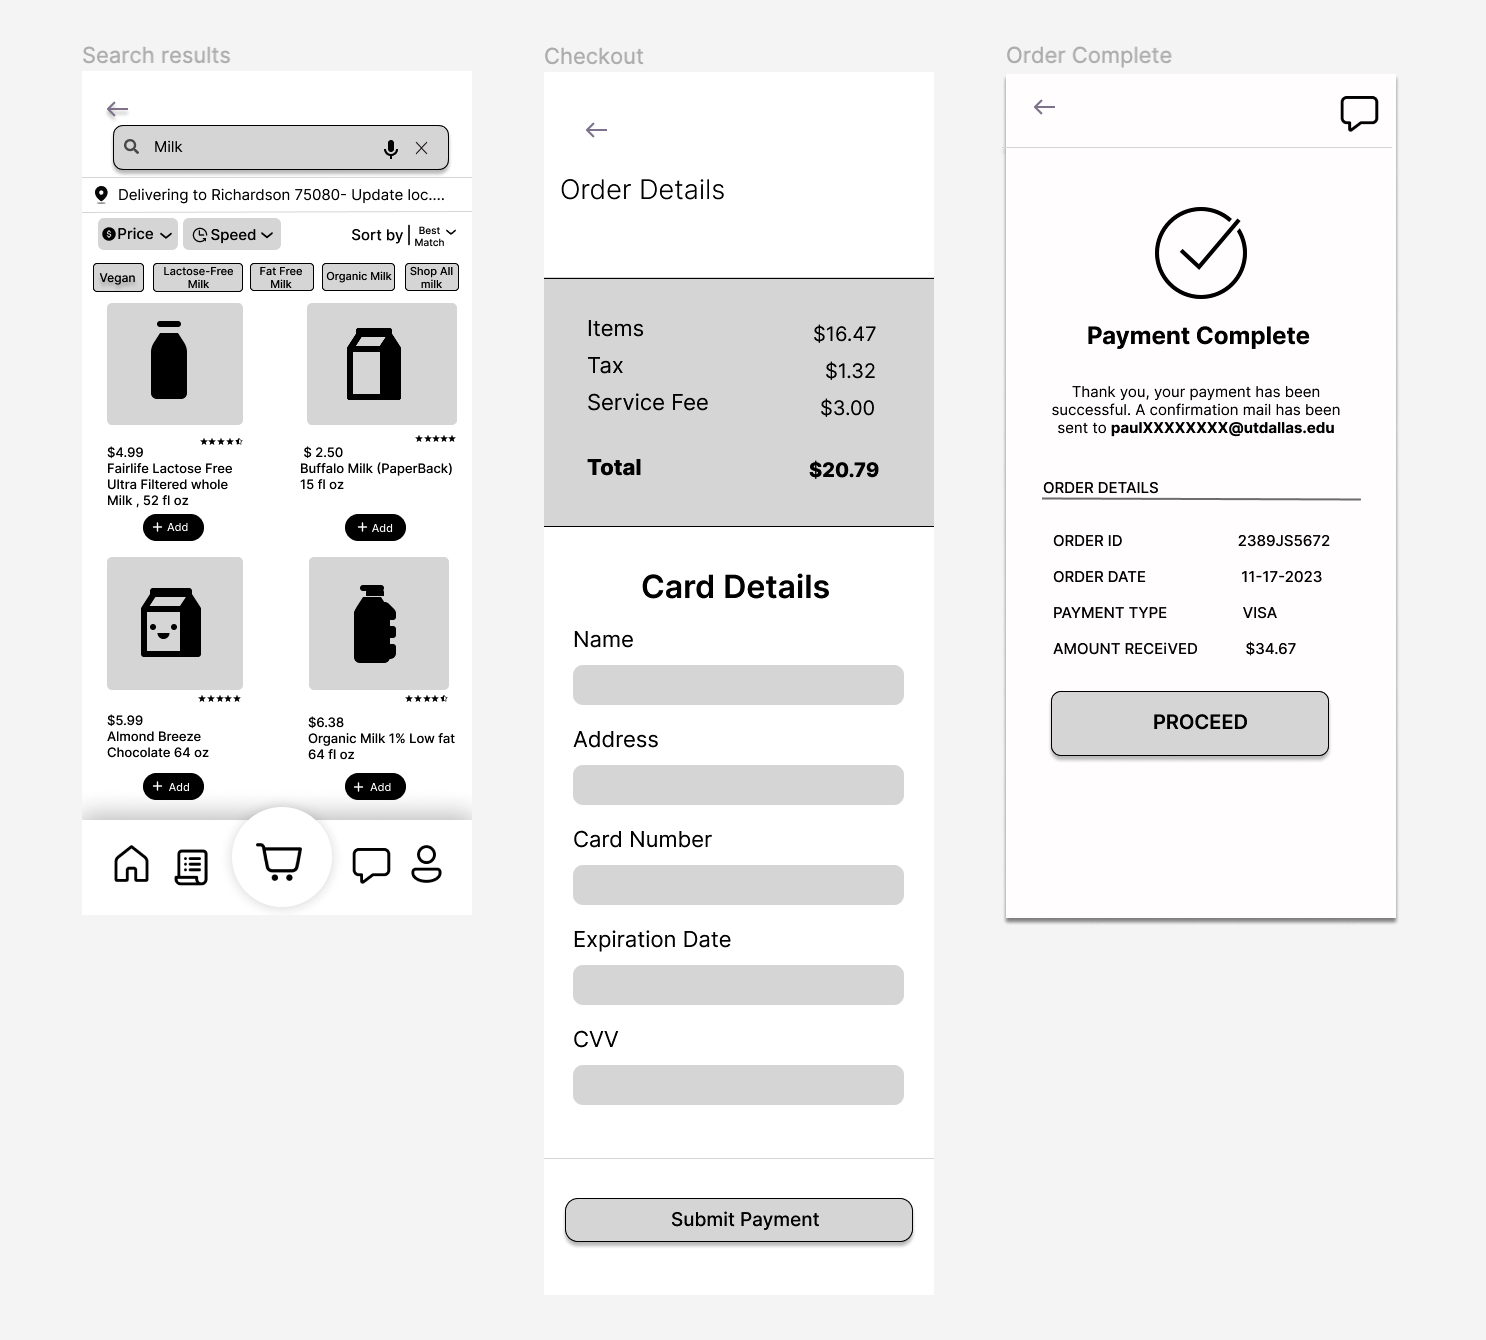 Search results
Milk
Delivering to Richardson 75080- Update loc....
Price
Speed
Sort by
Best
Match
Vegan
Lactose-Free
Milk
Fat Free
Milk
Organic Milk
Shop All
milk
$4.99
Fairlife Lactose Free
Ultra Filtered whole
Milk , 52 fl oz
+ Add
$ 2.50
Buffalo Milk (PaperBack)
15 fl oz
+ Add
$5.99
Almond Breeze
Chocolate 64 oz
+ Add
$6.38
Organic Milk 1% Low fat
64 fl oz
+ Add
Checkout
Order Details
Items $16.47
Tax $1.32
Service Fee $3.00
Total $20.79
Card Details
Name
Address
Card Number
Expiration Date
CVV
Submit Payment
Order Complete
Payment Complete
Thank you, your payment has been
successful. A confirmation mail has been
sent to paulXXXXXXXX@utdallas.edu
ORDER DETAILS
ORDER ID 2389JS5672
ORDER DATE 11-17-2023
PAYMENT TYPE VISA
AMOUNT RECEiVED $34.67
PROCEED